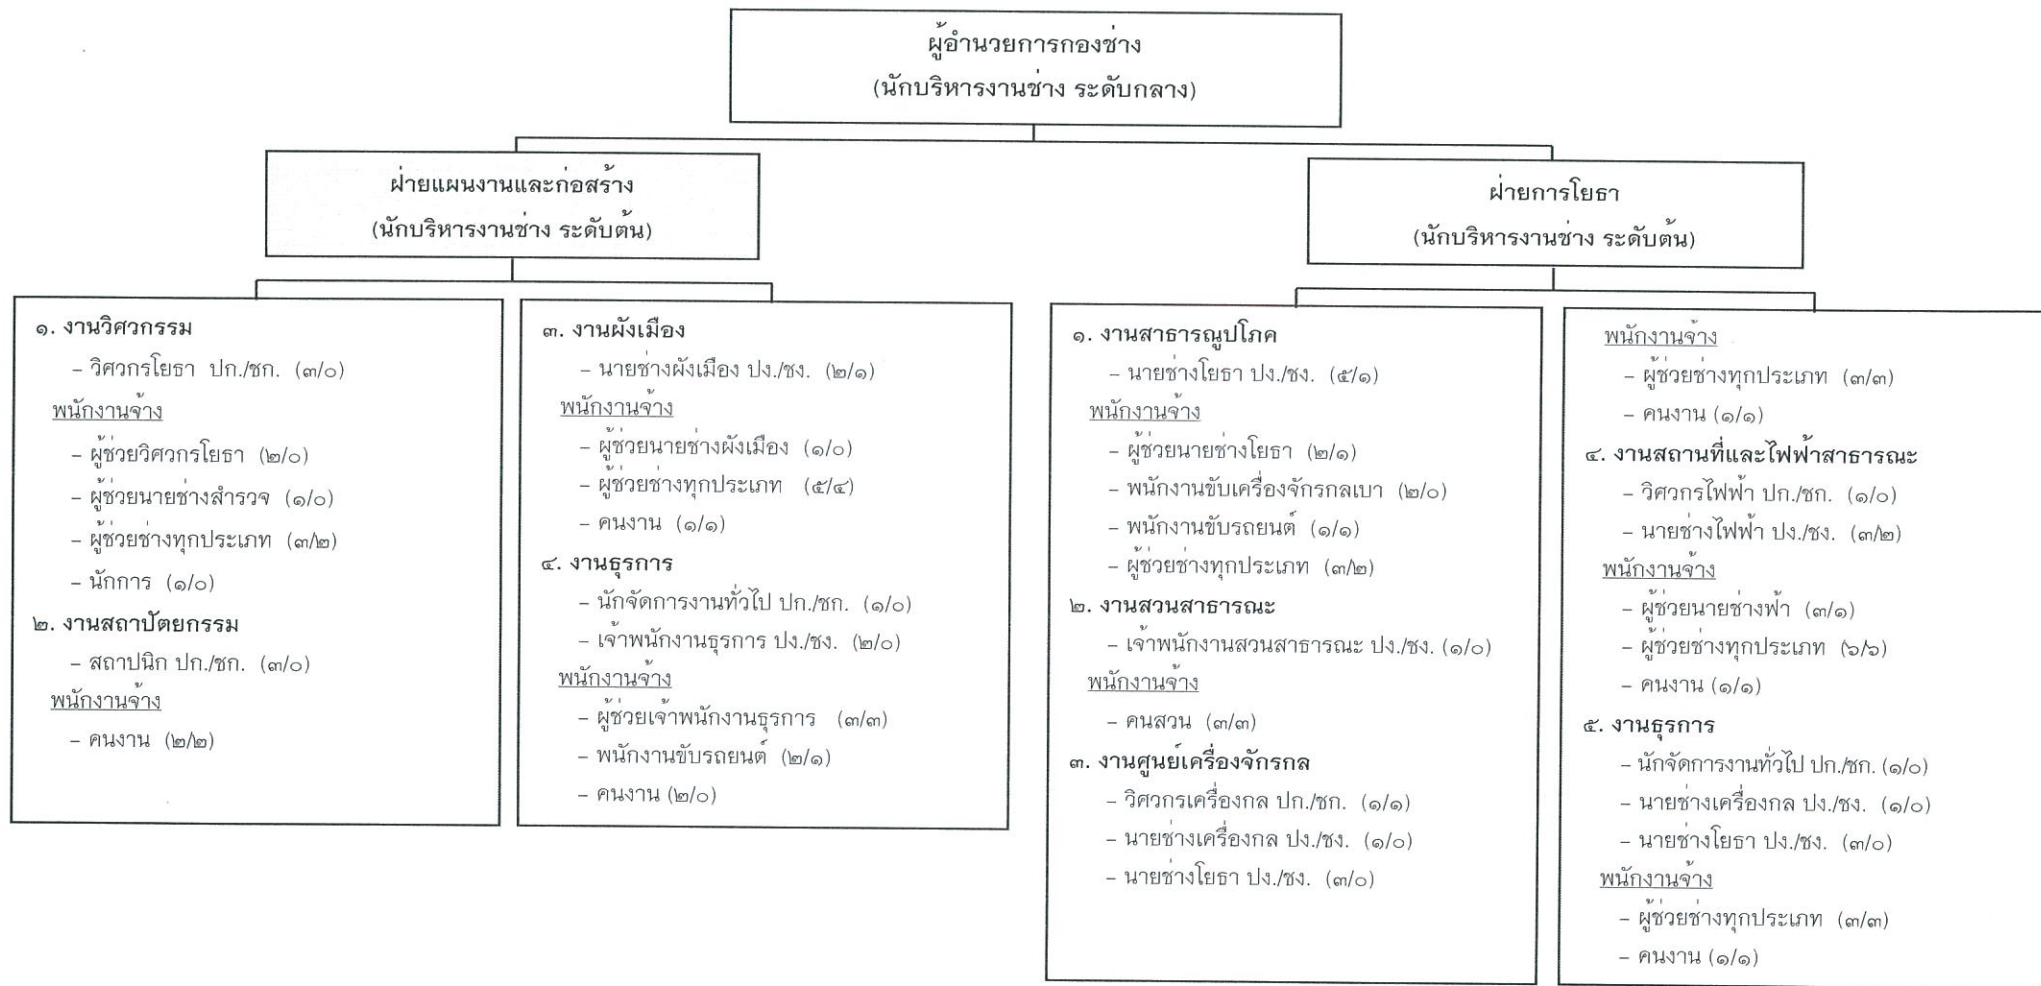 ผู้อำนวยการกองช่าง
(นักบริหารงานช่าง ระดับกลาง)
ฝ่ายแผนงานและก่อสร้าง
(นักบริหารงานช่าง ระดับต้น)
๑. งานวิศวกรรม
– วิศวกรโยธา ปก./ชก. (๓/๐)
พนักงานจ้าง
– ผู้ช่วยวิศวกรโยธา (๒/๐)
– ผู้ช่วยนายช่างสำรวจ (๑/๐)
– ผู้ช่วยช่างทุกประเภท (๓/๒)
– นักการ (๑/๐)
๒. งานสถาปัตยกรรม
– สถาปนิก ปก./ชก. (๓/๐)
พนักงานจ้าง
– คนงาน (๒/๒)
๓. งานผังเมือง
– นายช่างผังเมือง ปง./ชง. (๒/๑)
พนักงานจ้าง
– ผู้ช่วยนายช่างผังเมือง (๑/๐)
– ผู้ช่วยช่างทุกประเภท (๕/๔)
– คนงาน (๑/๑)
๔. งานธุรการ
– นักจัดการงานทั่วไป ปก./ชก. (๑/๐)
– เจ้าพนักงานธุรการ ปง./ชง. (๒/๐)
พนักงานจ้าง
– ผู้ช่วยเจ้าพนักงานธุรการ (๓/๓)
– พนักงานขับรถยนต์ (๒/๑)
– คนงาน (๒/๐)
ฝ่ายการโยธา
(นักบริหารงานช่าง ระดับต้น)
๑. งานสาธารณูปโภค
– นายช่างโยธา ปง./ชง. (๕/๑)
พนักงานจ้าง
– ผู้ช่วยนายช่างโยธา (๒/๑)
– พนักงานขับเครื่องจักรกลเบา (๒/๐)
– พนักงานขับรถยนต์ (๑/๑)
– ผู้ช่วยช่างทุกประเภท (๓/๒)
๒. งานสวนสาธารณะ
– เจ้าพนักงานสวนสาธารณะ ปง./ชง. (๑/๐)
พนักงานจ้าง
– คนสวน (๓/๓)
๓. งานศูนย์เครื่องจักรกล
– วิศวกรเครื่องกล ปก./ชก. (๑/๑)
– นายช่างเครื่องกล ปง./ชง. (๑/๐)
– นายช่างโยธา ปง./ชง. (๓/๐)
พนักงานจ้าง
– ผู้ช่วยช่างทุกประเภท (๓/๓)
– คนงาน (๑/๑)
๔. งานสถานที่และไฟฟ้าสาธารณะ
– วิศวกรไฟฟ้า ปก./ชก. (๑/๐)
– นายช่างไฟฟ้า ปง./ชง. (๓/๒)
พนักงานจ้าง
– ผู้ช่วยนายช่างฟ้า (๓/๑)
– ผู้ช่วยช่างทุกประเภท (๖/๖)
– คนงาน (๑/๑)
๕. งานธุรการ
– นักจัดการงานทั่วไป ปก./ชก. (๑/๐)
– นายช่างเครื่องกล ปง./ชง. (๑/๐)
– นายช่างโยธา ปง./ชง. (๓/๐)
พนักงานจ้าง
– ผู้ช่วยช่างทุกประเภท (๓/๓)
– คนงาน (๑/๑)